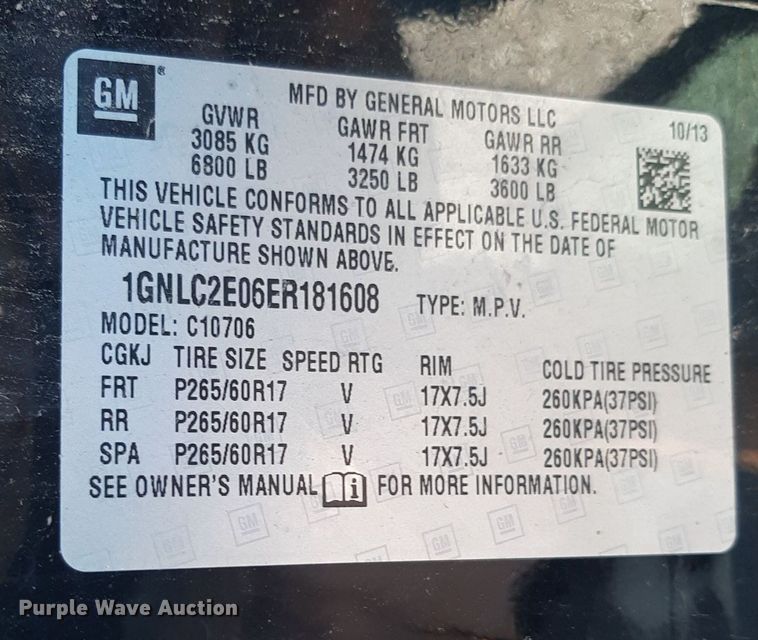 GM®
MFD BY GENERAL MOTORS LLC
10/13
GVWR GAWR FRT GAWR RR
3085 KG 1474 KG 1633 KG
6800 LB 3250 LB 3600 LB
THIS VEHICLE CONFORMS TO ALL APPLICABLE U.S. FEDERAL MOTOR
VEHICLE SAFETY STANDARDS IN EFFECT ON THE DATE OF
MANUFACTURE SHOWN ABOVE.
1GNLC2E06ER181608 TYPE: M.P.V.
MODEL: C10706
CGKJ TIRE SIZE SPEED RTG RIM COLD TIRE PRESSURE
FRT P265/60R17 V 17X7.5J 260KPA(37PSI)
RR P265/60R17 V 17X7.5J 260KPA(37PSI)
SPA P265/60R17 V 17X7.5J 260KPA(37PSI)
SEE OWNER'S MANUAL i FOR MORE INFORMATION.
Purple Wave Auction